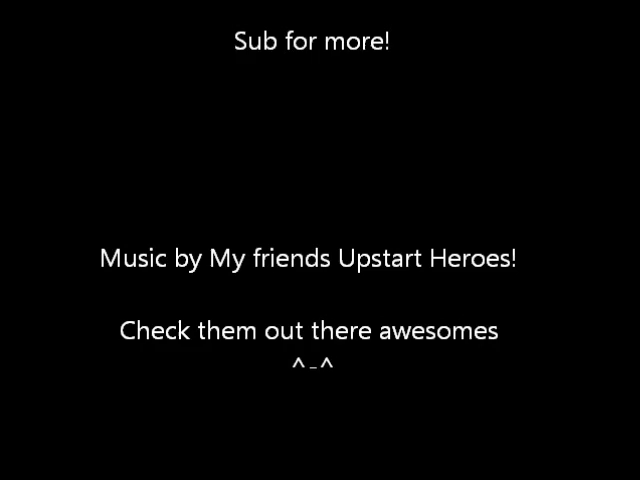 Sub for more!
Music by My friends Upstart Heroes!
Check them out there awesomes
^-^